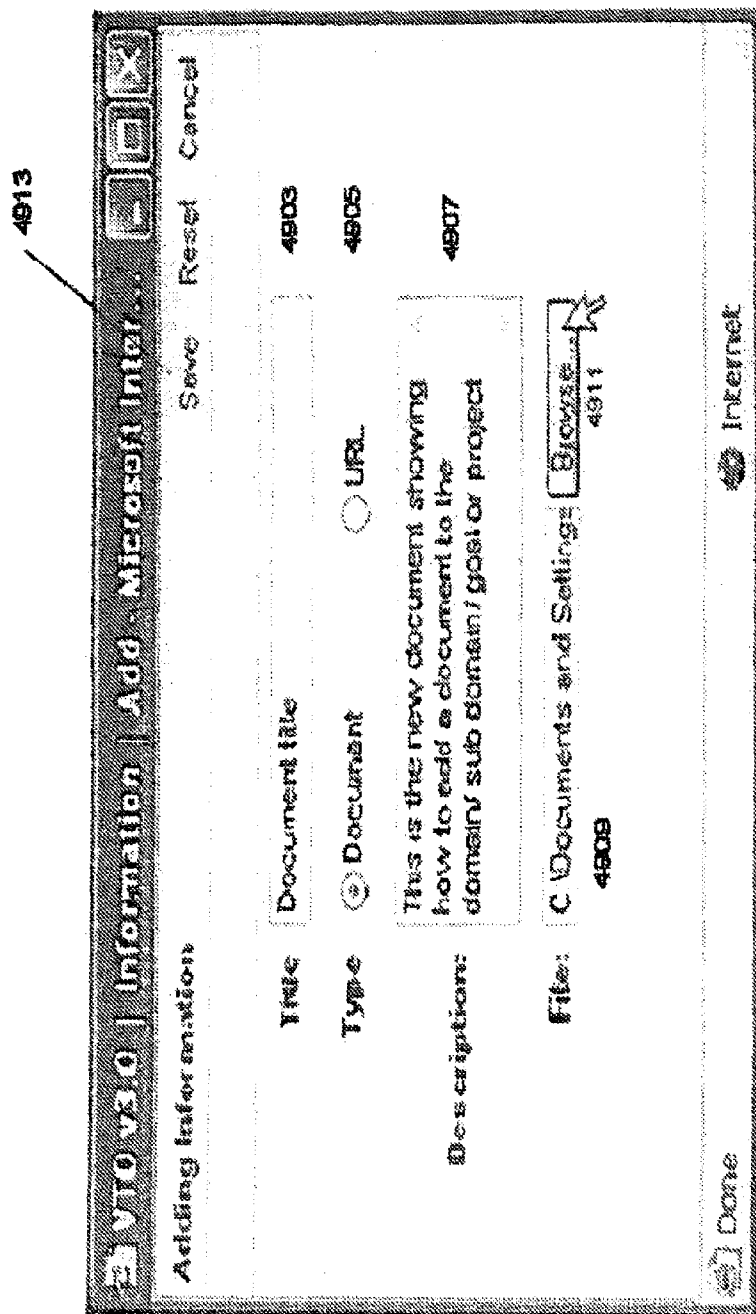 4913
VTO v3.0 | Information | Add - Microsoft Inter...
Adding Information Save Reset Cancel
Title Document title 4903
Type Document URL 4905
Description: This is the new document showing
how to add a document to the
domain/ sub domain / goal or project 4907
File: C:\Documents and Settings Browse...
4909 4911
Done Internet